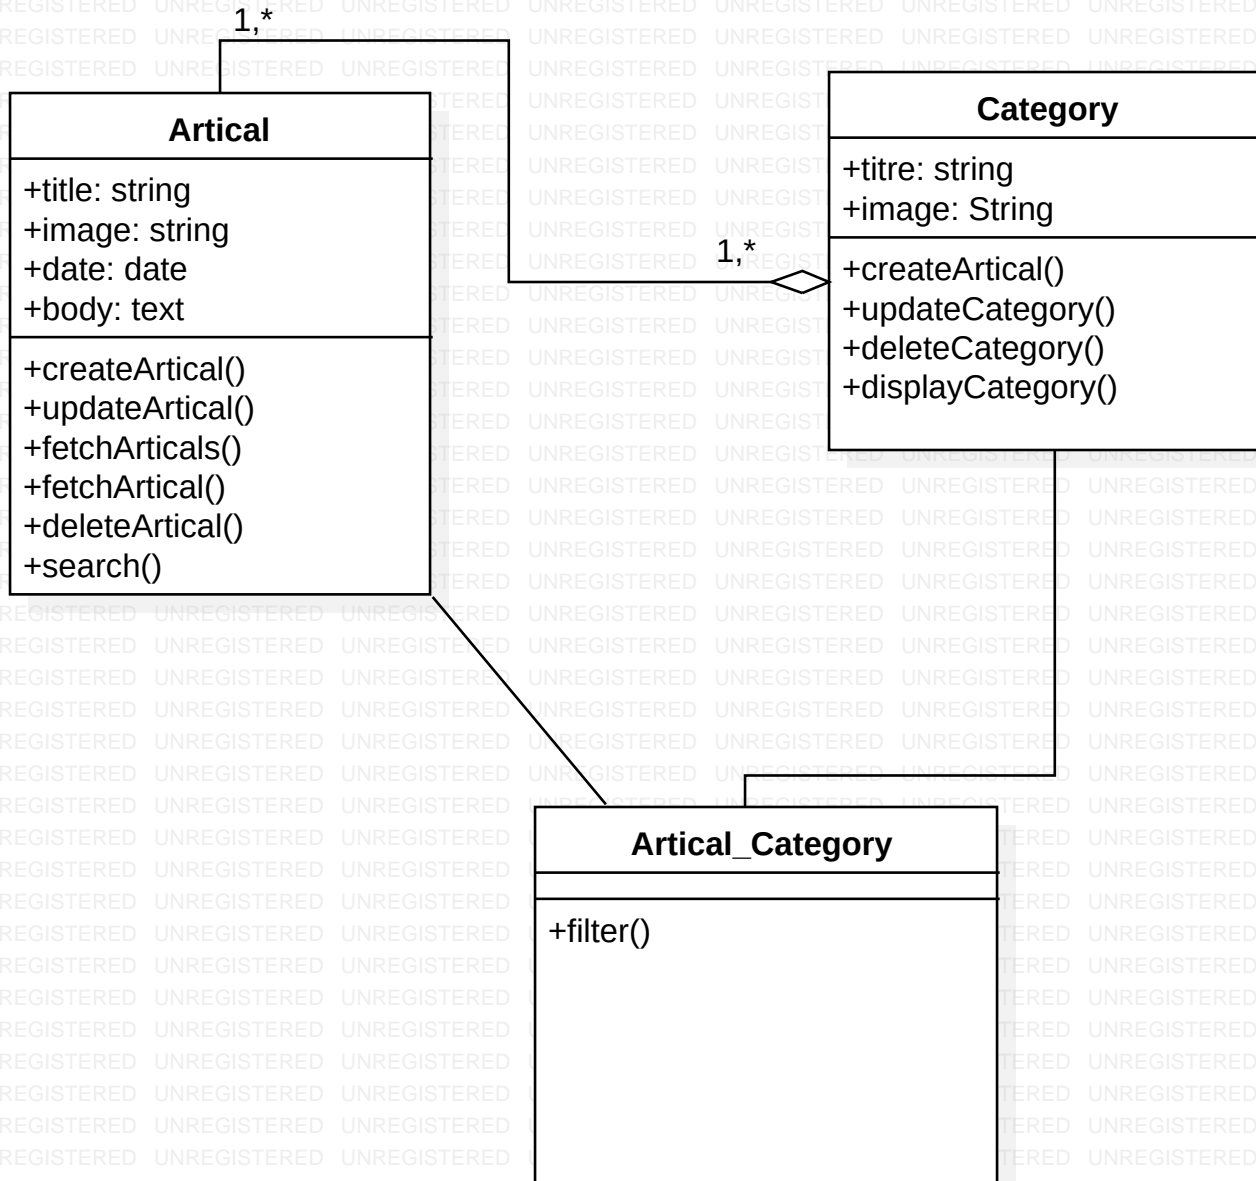 1,*
Artical
+title: string
+image: string
+date: date
+body: text
+createArtical()
+updateArtical()
+fetchArticals()
+fetchArtical()
+deleteArtical()
+search()
1,*
Category
+titre: string
+image: String
+createArtical()
+updateCategory()
+deleteCategory()
+displayCategory()
Artical_Category
+filter()
UNREGISTERED